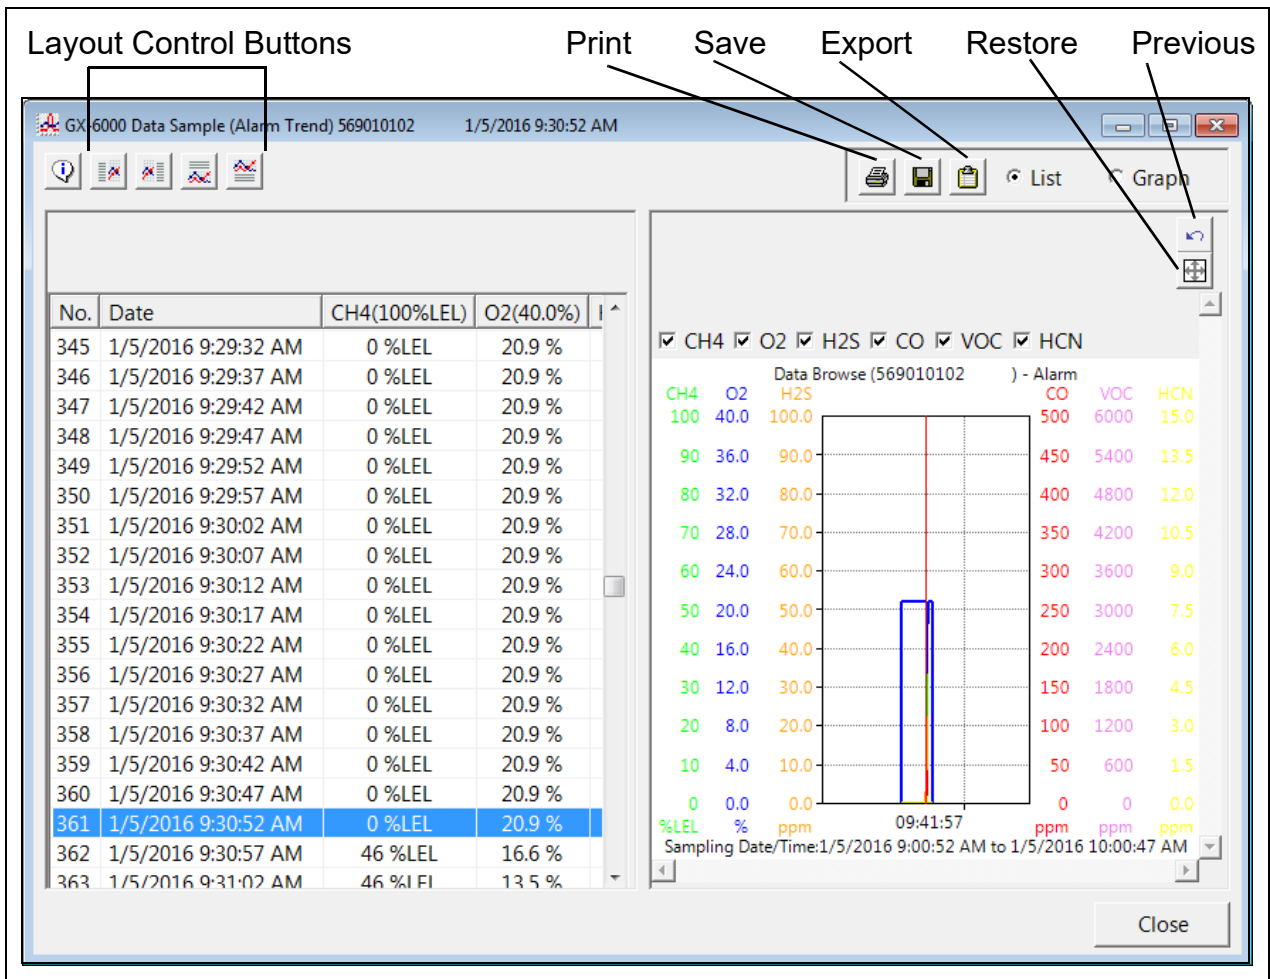 Layout Control Buttons Print Save Export Restore Previous
GX-6000 Data Sample (Alarm Trend) 569010102 1/5/2016 9:30:52 AM
List Graph
No. Date CH4(100%LEL) O2(40.0%)
345 1/5/2016 9:29:32 AM 0 %LEL 20.9 %
346 1/5/2016 9:29:37 AM 0 %LEL 20.9 %
347 1/5/2016 9:29:42 AM 0 %LEL 20.9 %
348 1/5/2016 9:29:47 AM 0 %LEL 20.9 %
349 1/5/2016 9:29:52 AM 0 %LEL 20.9 %
350 1/5/2016 9:29:57 AM 0 %LEL 20.9 %
351 1/5/2016 9:30:02 AM 0 %LEL 20.9 %
352 1/5/2016 9:30:07 AM 0 %LEL 20.9 %
353 1/5/2016 9:30:12 AM 0 %LEL 20.9 %
354 1/5/2016 9:30:17 AM 0 %LEL 20.9 %
355 1/5/2016 9:30:22 AM 0 %LEL 20.9 %
356 1/5/2016 9:30:27 AM 0 %LEL 20.9 %
357 1/5/2016 9:30:32 AM 0 %LEL 20.9 %
358 1/5/2016 9:30:37 AM 0 %LEL 20.9 %
359 1/5/2016 9:30:42 AM 0 %LEL 20.9 %
360 1/5/2016 9:30:47 AM 0 %LEL 20.9 %
361 1/5/2016 9:30:52 AM 0 %LEL 20.9 %
362 1/5/2016 9:30:57 AM 46 %LEL 16.6 %
363 1/5/2016 9:31:02 AM 46 %LEL 13.5 %
CH4 O2 H2S CO VOC HCN
Data Browse (569010102 ) - Alarm
CH4 O2 H2S CO VOC HCN
100 40.0 100.0 500 6000 15.0
90 36.0 90.0 450 5400 13.5
80 32.0 80.0 400 4800 12.0
70 28.0 70.0 350 4200 10.5
60 24.0 60.0 300 3600 9.0
50 20.0 50.0 250 3000 7.5
40 16.0 40.0 200 2400 6.0
30 12.0 30.0 150 1800 4.5
20 8.0 20.0 100 1200 3.0
10 4.0 10.0 50 600 1.5
0 0.0 0.0 0 0 0.0
%LEL % ppm 09:41:57 ppm ppm ppm
Sampling Date/Time:1/5/2016 9:00:52 AM to 1/5/2016 10:00:47 AM
Close